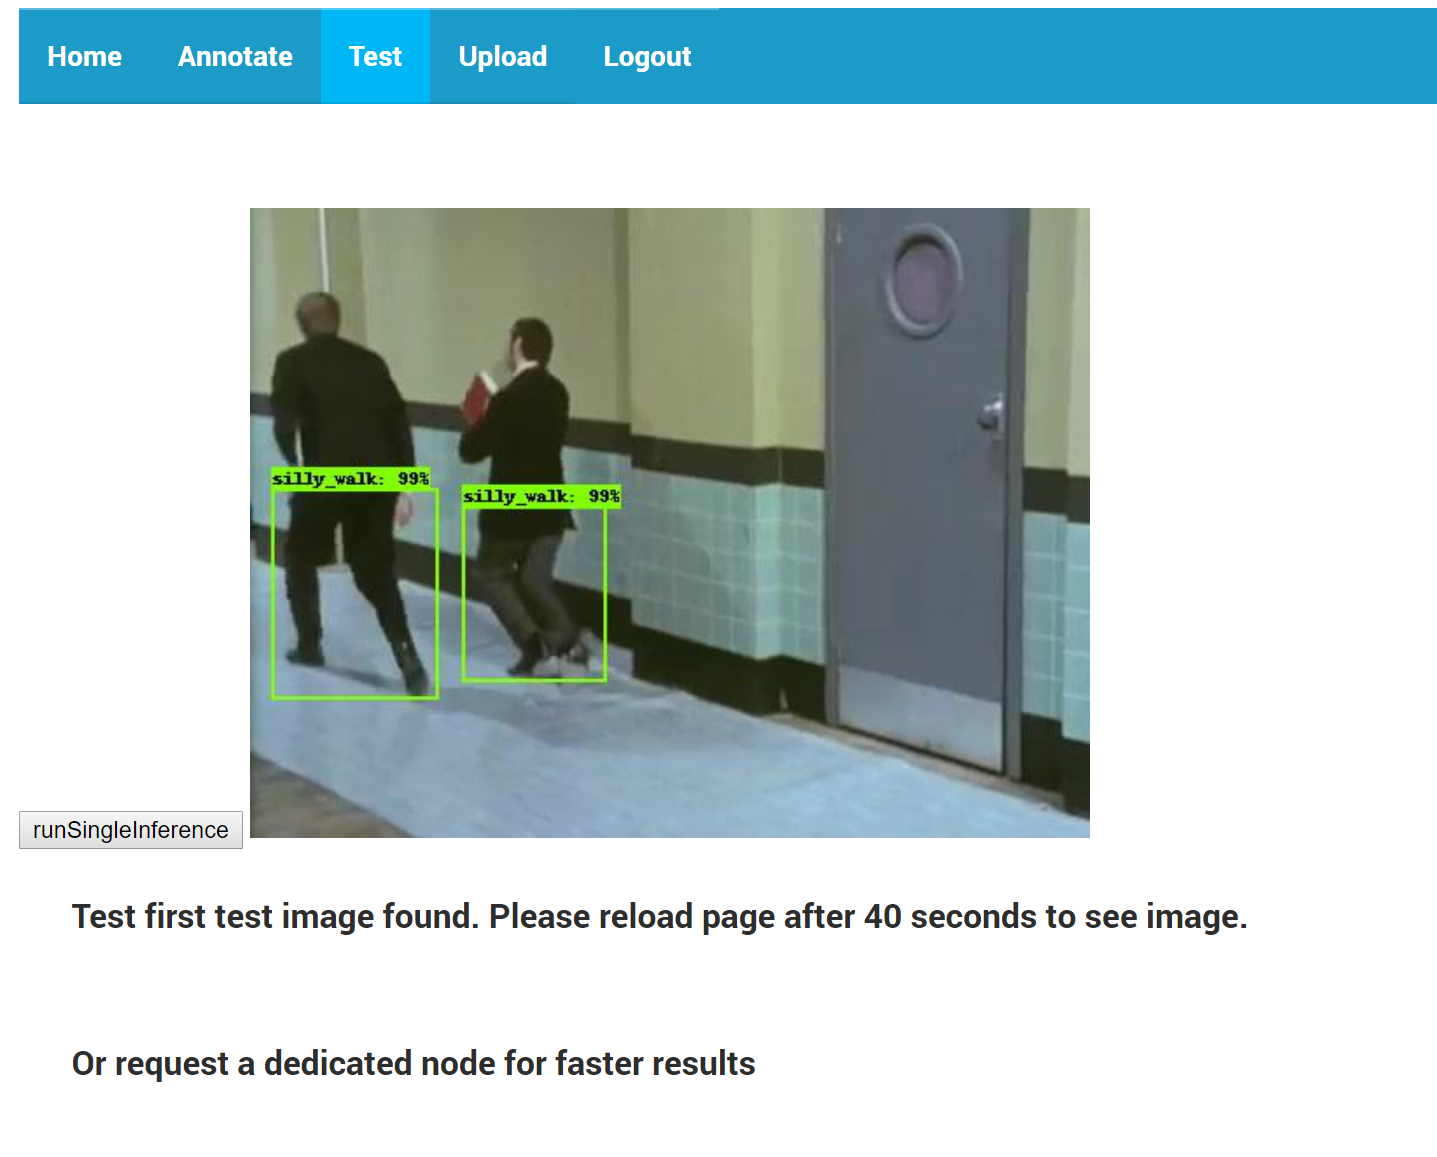 Home Annotate Test Upload Logout
silly_walk: 99%
silly_walk: 99%
runSingleInference
Test first test image found. Please reload page after 40 seconds to see image.
Or request a dedicated node for faster results